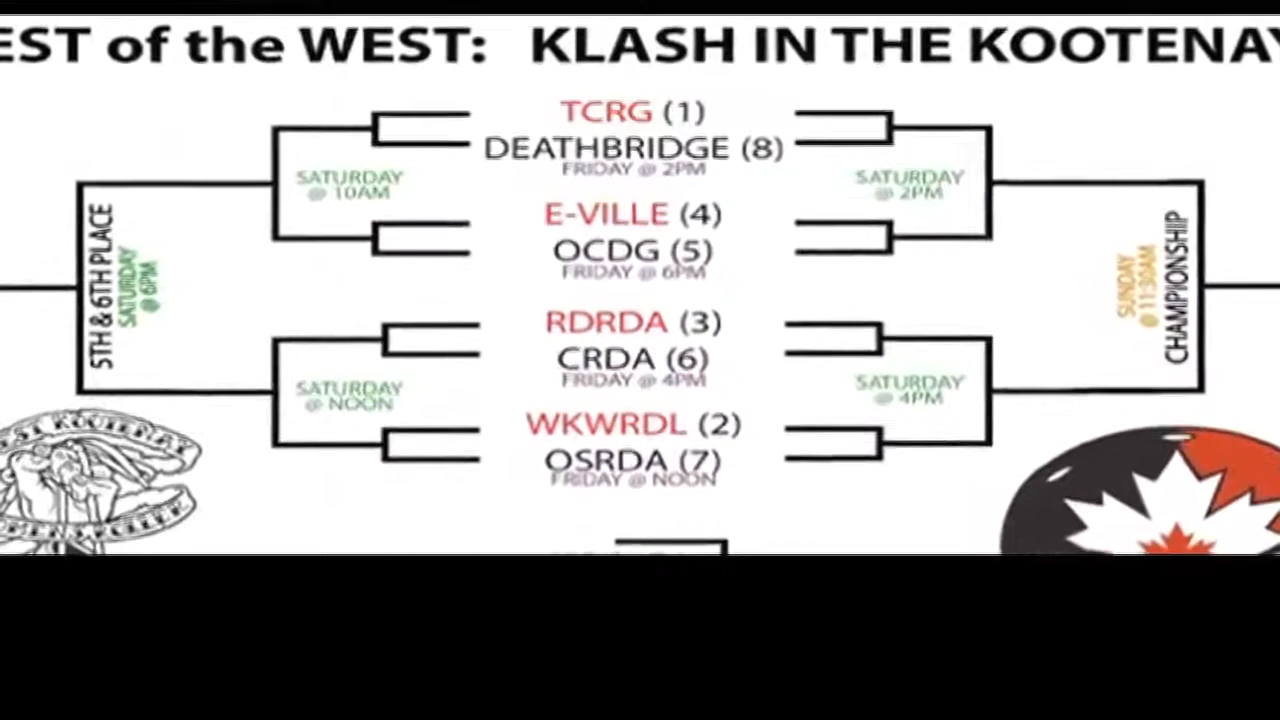 EST of the WEST: KLASH IN THE KOOTENAY
TCRG (1)
DEATHBRIDGE (8)
FRIDAY @ 2PM
SATURDAY
@ 10AM
SATURDAY
@ 2PM
E-VILLE (4)
OCDG (5)
FRIDAY @ 6PM
5TH & 6TH PLACE
SATURDAY
@ 6PM
SUNDAY
@ 11:30AM
CHAMPIONSHIP
RDRDA (3)
CRDA (6)
FRIDAY @ 4PM
SATURDAY
@ NOON
SATURDAY
@ 4PM
WKWRDL (2)
OSRDA (7)
FRIDAY @ NOON
EST KOOTENAY